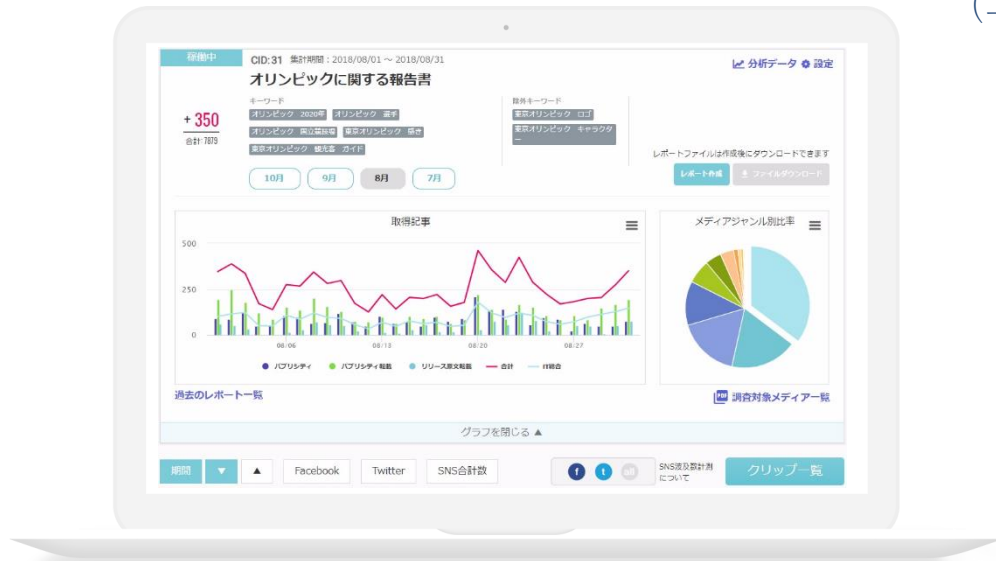 稼働中
CID:31 集計期間：2018/08/01 ～ 2018/08/31
分析データ 設定
オリンピックに関する報告書
キーワード
除外キーワード
オリンピック 2020年 オリンピック 選手
東京オリンピック ロゴ
+ 350
オリンピック 国立競技場 東京オリンピック
東京オリンピック キャラクター
合計: 7879
東京オリンピック 観光客 ガイド
レポートファイルは作成後にダウンロードできます
レポート作成 ファイルダウンロード
10月 9月 8月 7月
取得記事
メディアジャンル別比率
500
250
0
08/06 08/13 08/20 08/27
パブリシティ パブリシティ転載 リリース原文転載 合計
過去のレポート一覧
PDF 調査対象メディア一覧
グラフを閉じる ▲
期間 ▼ ▲ Facebook Twitter SNS合計数
SNS波及数計測
について
クリップ一覧